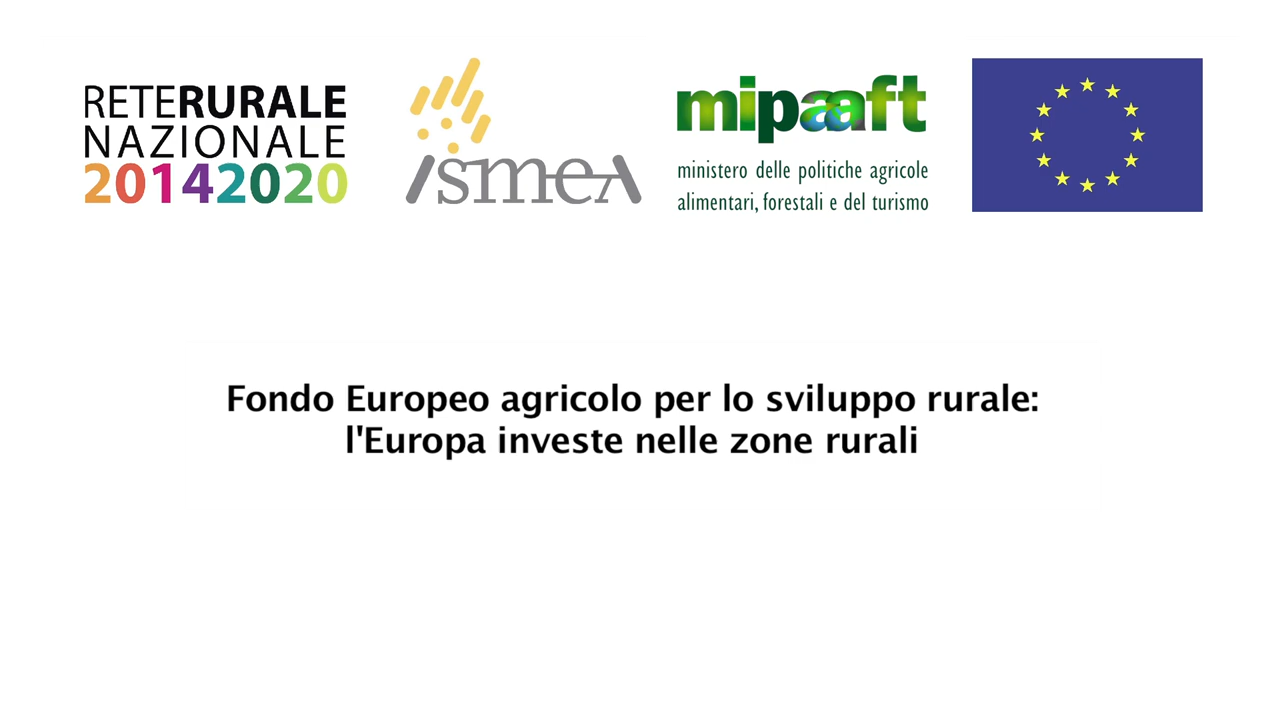 RETERURALE
NAZIONALE
20142020
ismea
mipaaft
ministero delle politiche agricole
alimentari, forestali e del turismo
Fondo Europeo agricolo per lo sviluppo rurale:
l'Europa investe nelle zone rurali